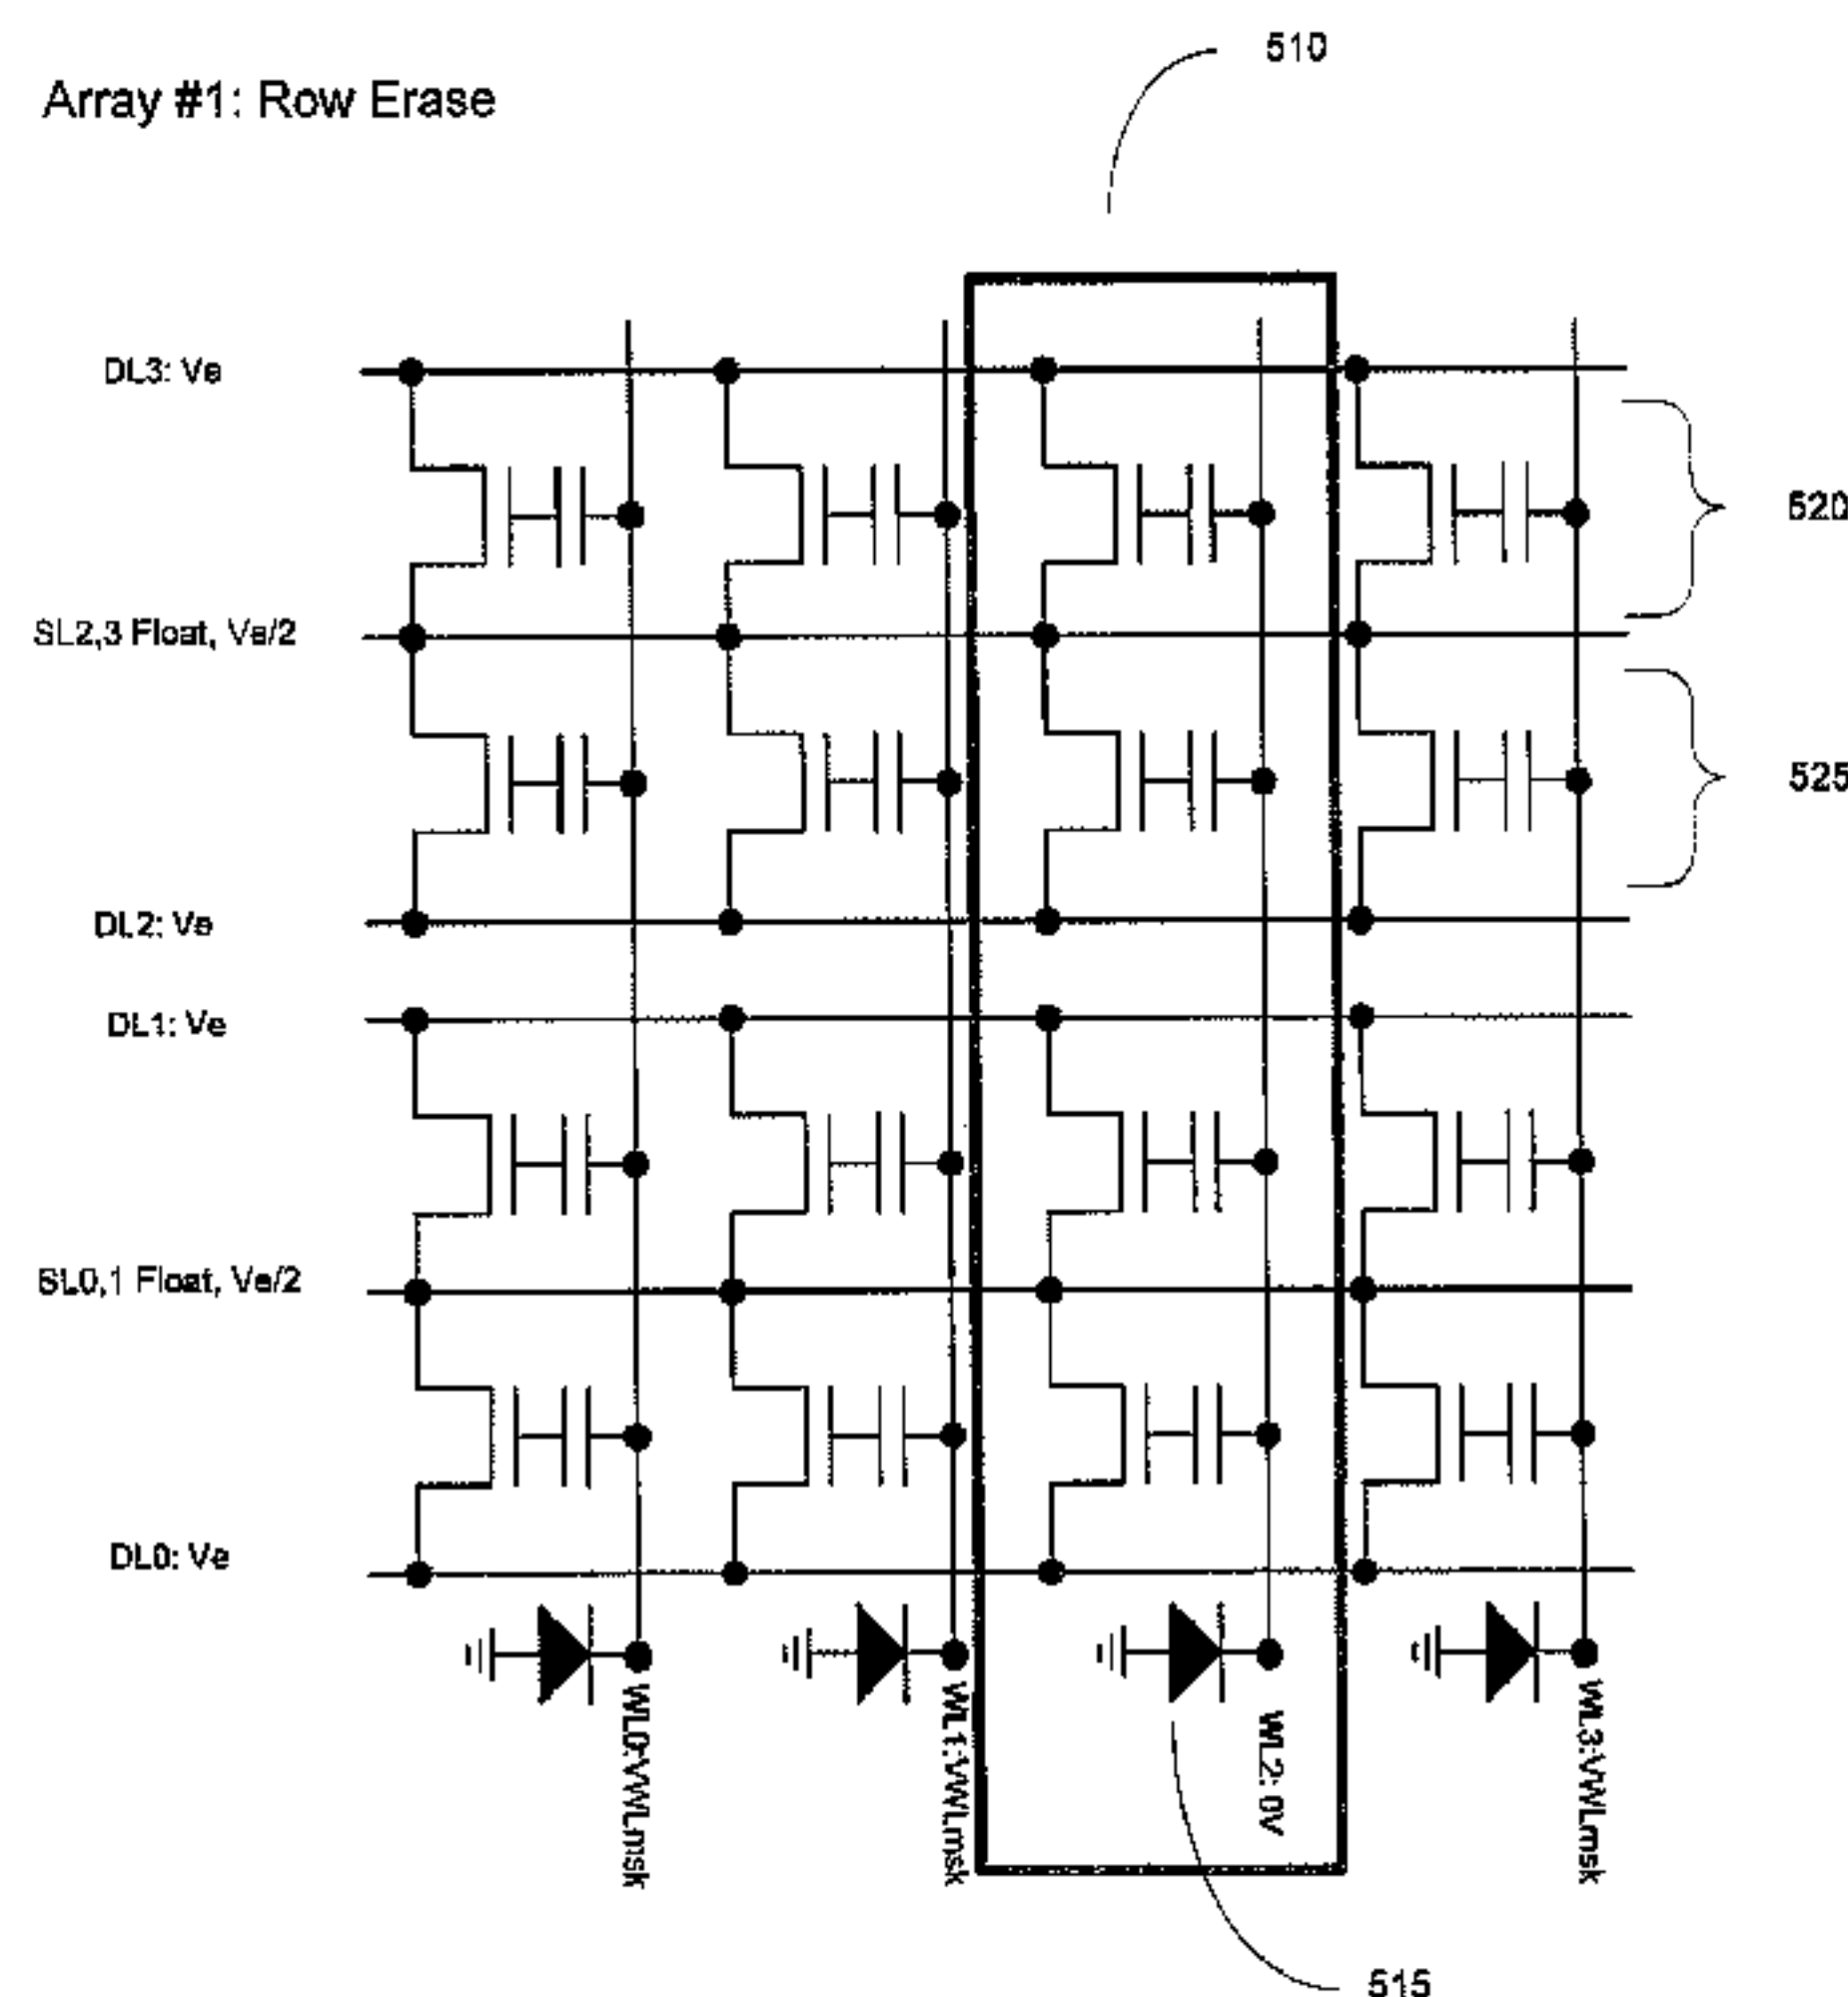 510
Array #1: Row Erase
DL3: Ve
520
SL2,3 Float, Ve/2
525
DL2: Ve
DL1: Ve
SL0,1 Float, Ve/2
DL0: Ve
WL0:VWLmsk
WL1:VWLmsk
WL2: 0V
WL3:VWLmsk
515